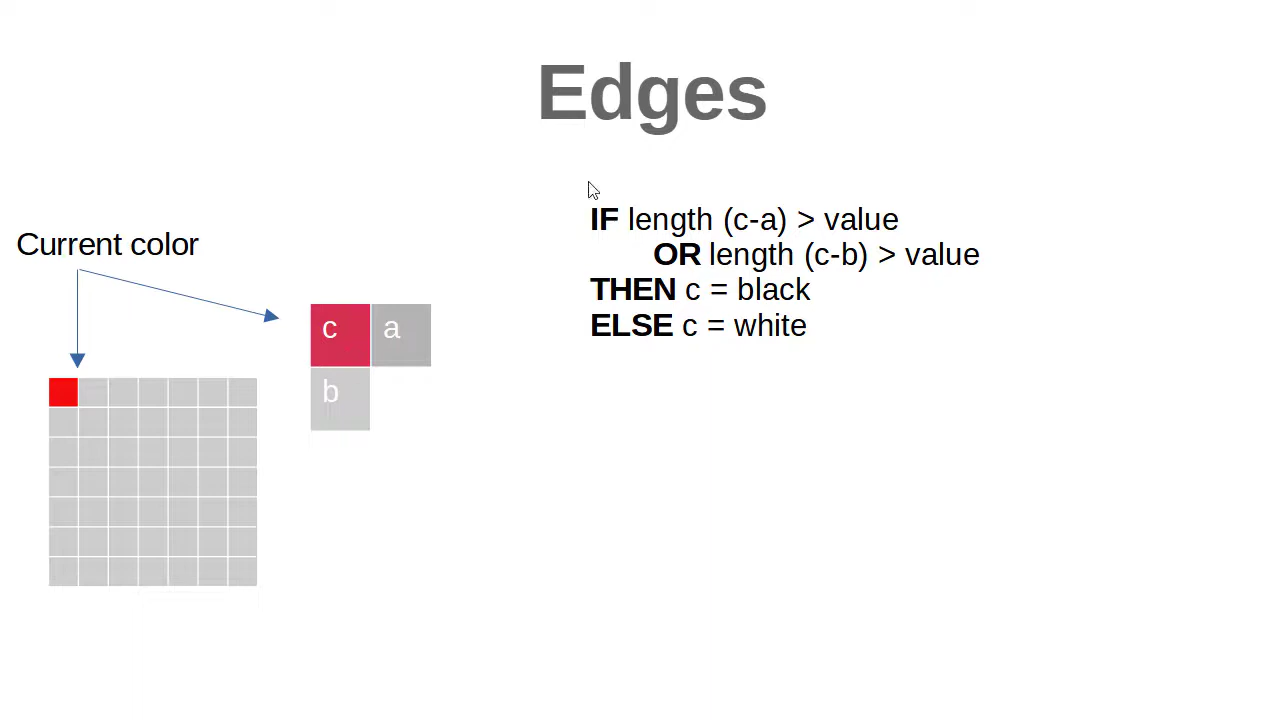 Edges
Current color
c a
b
IF length (c-a) > value
OR length (c-b) > value
THEN c = black
ELSE c = white